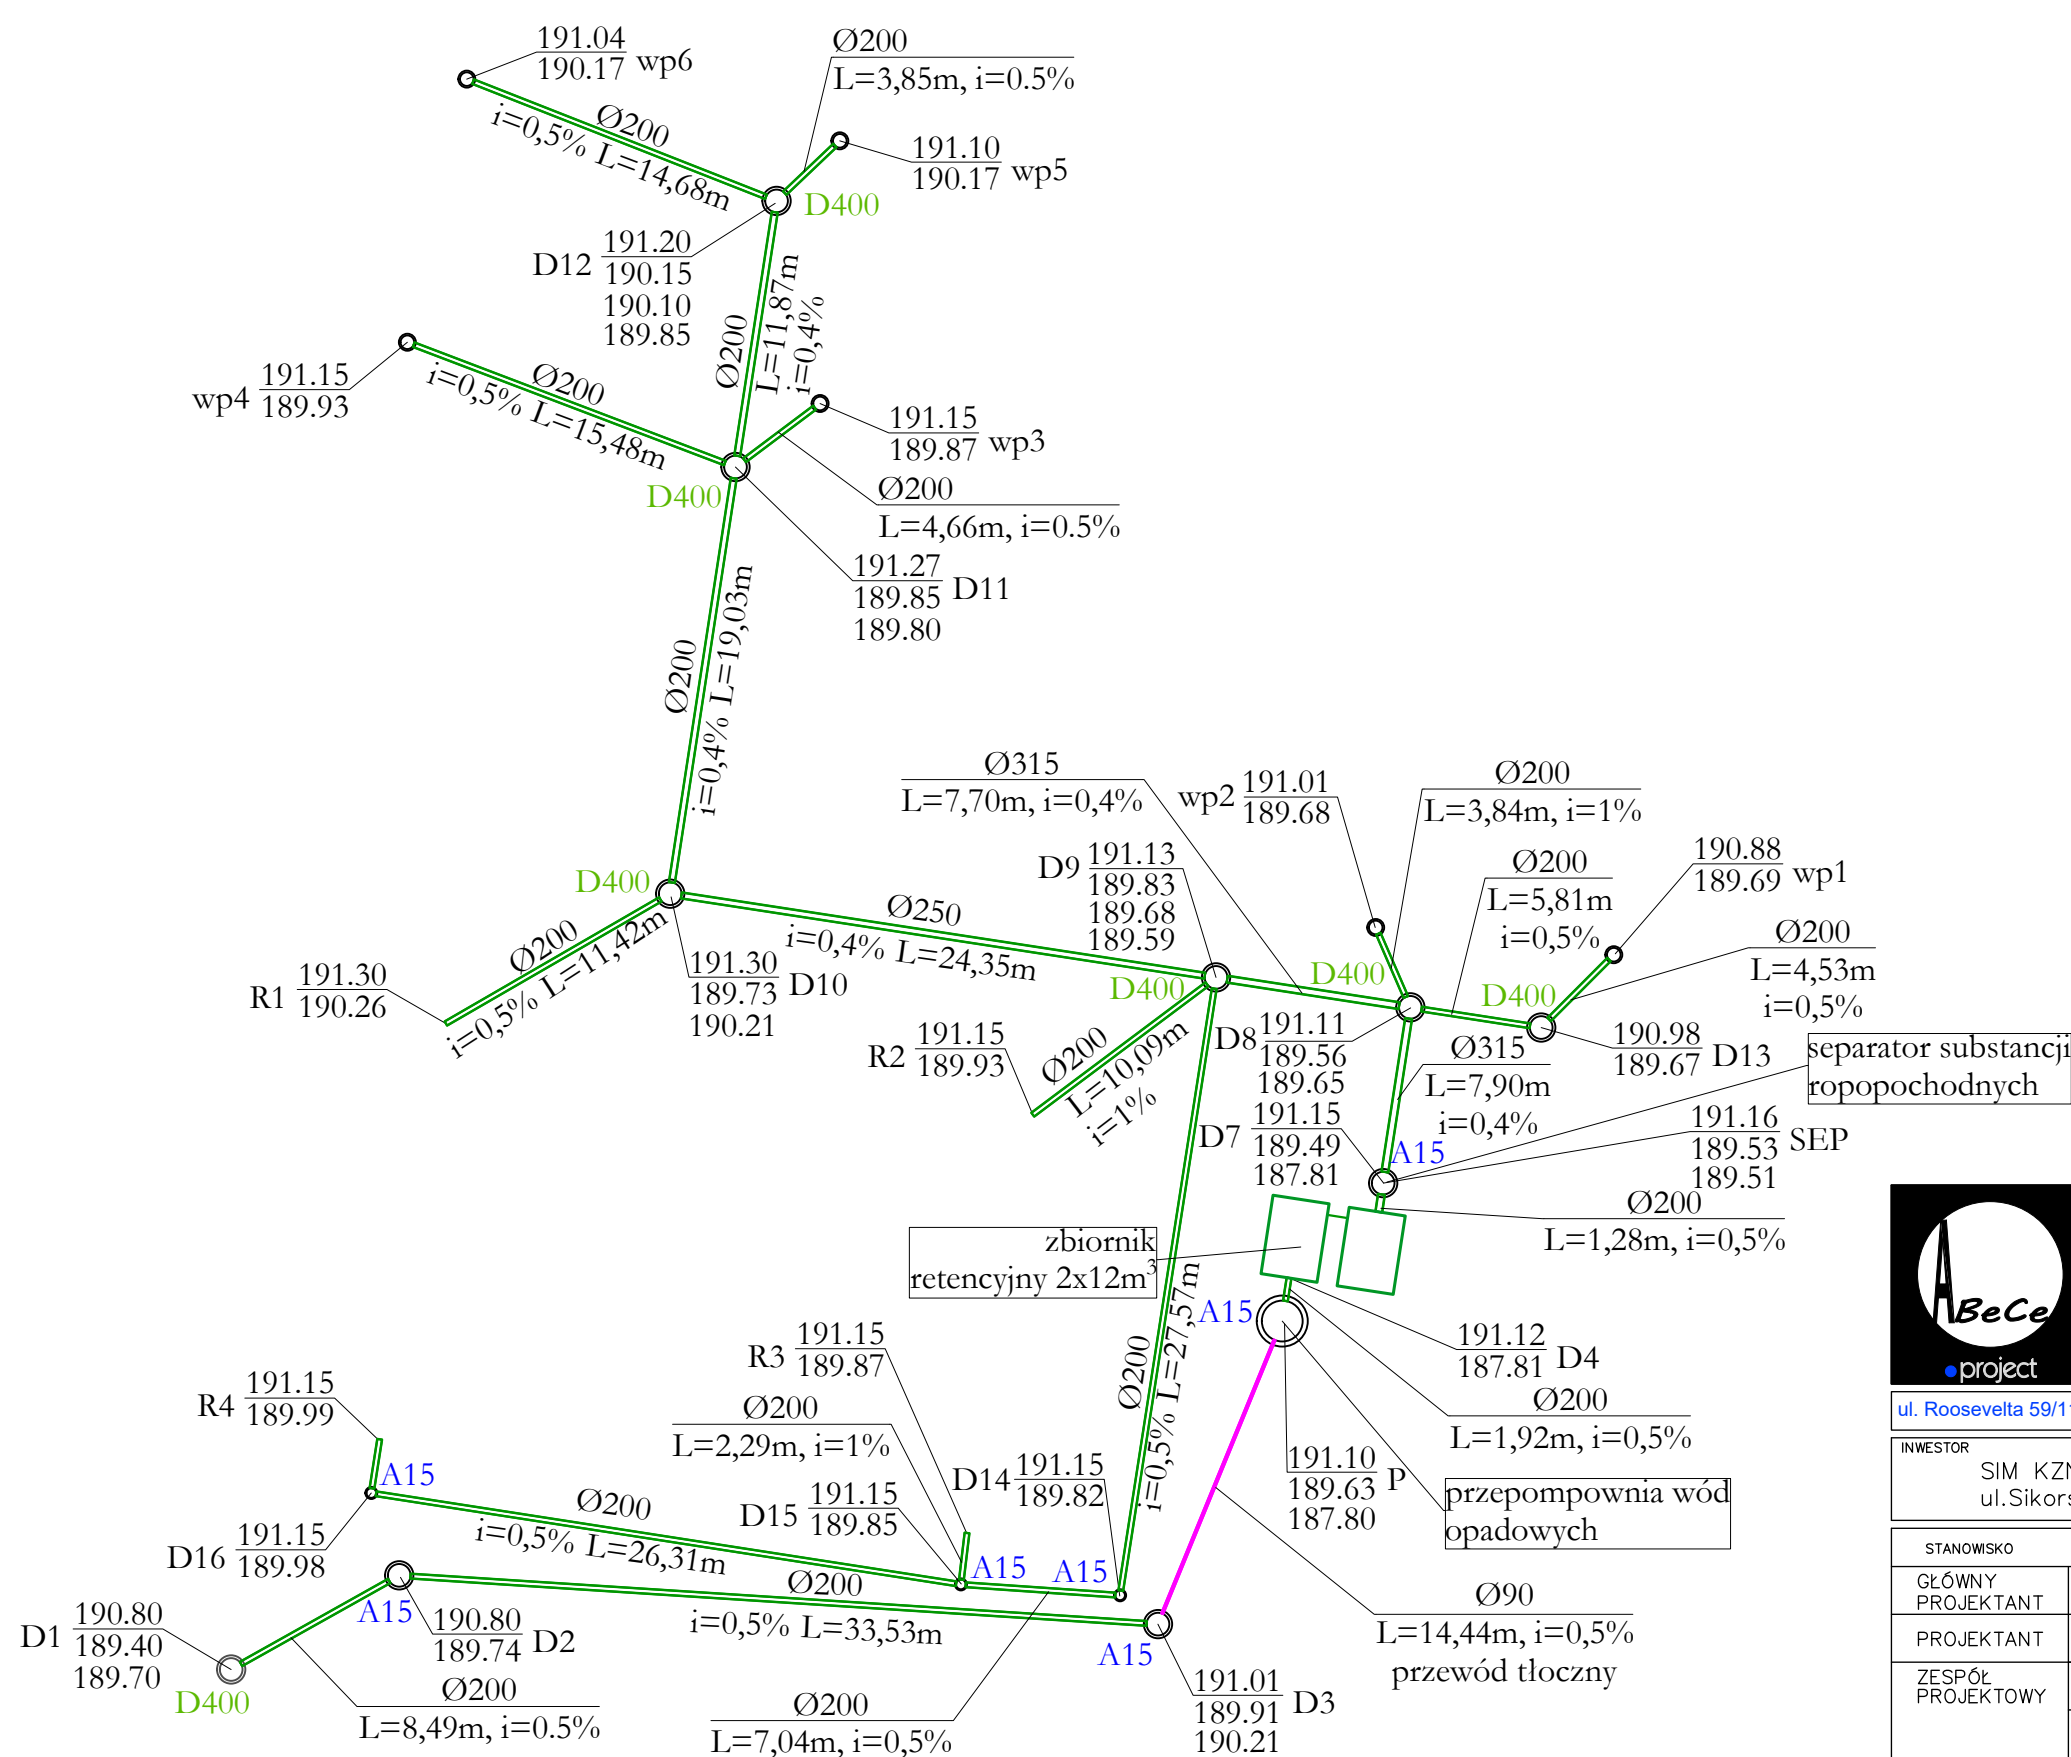 191.04
190.17 wp6
Ø200
L=3,85m, i=0.5%
Ø200
i=0,5% L=14,68m
191.10
190.17 wp5
D400
D12 191.20
190.15
190.10
189.85
Ø200
L=11,87m
i=0,4%
wp4 191.15
189.93
Ø200
i=0,5% L=15,48m
191.15
189.87 wp3
D400
Ø200
L=4,66m, i=0.5%
191.27
189.85 D11
189.80
Ø200
i=0,4% L=19,03m
Ø315
L=7,70m, i=0,4%
wp2 191.01
189.68
Ø200
L=3,84m, i=1%
D9 191.13
189.83
189.68
189.59
Ø200
L=5,81m
i=0,5%
190.88
189.69 wp1
D400
Ø250
i=0,4% L=24,35m
Ø200
L=4,53m
i=0,5%
Ø200
i=0,5% L=11,42m
R1 191.30
190.26
191.30
189.73 D10
190.21
D400
D400
D400
R2 191.15
189.93
Ø200
L=10,09m
i=1%
D8 191.11
189.56
189.65
Ø315
L=7,90m
i=0,4%
190.98
189.67 D13
separator substancji
ropopochodnych
D7 191.15
189.49
187.81
A15
191.16
189.53 SEP
189.51
Ø200
L=1,28m, i=0,5%
zbiornik
retencyjny 2x12m³
A15
Ø200
i=0,5% L=27,57m
191.12
187.81 D4
Ø200
L=1,92m, i=0,5%
R3 191.15
189.87
R4 191.15
189.99
Ø200
L=2,29m, i=1%
A15
D14 191.15
189.82
191.10
189.63 P
187.80
przepompownia wód
opadowych
Ø200
i=0,5% L=26,31m
D15 191.15
189.85
D16 191.15
189.98
A15
A15
Ø200
i=0,5% L=33,53m
A15
190.80
189.74 D2
D1 190.80
189.40
189.70
D400
Ø200
L=8,49m, i=0.5%
Ø200
L=7,04m, i=0,5%
A15
191.01
189.91 D3
190.21
Ø90
L=14,44m, i=0,5%
przewód tłoczny
ABeCe
project
ul. Roosevelta 59/1
INWESTOR
SIM KZN
ul.Sikors
STANOWISKO
GŁÓWNY
PROJEKTANT
PROJEKTANT
ZESPÓŁ
PROJEKTOWY